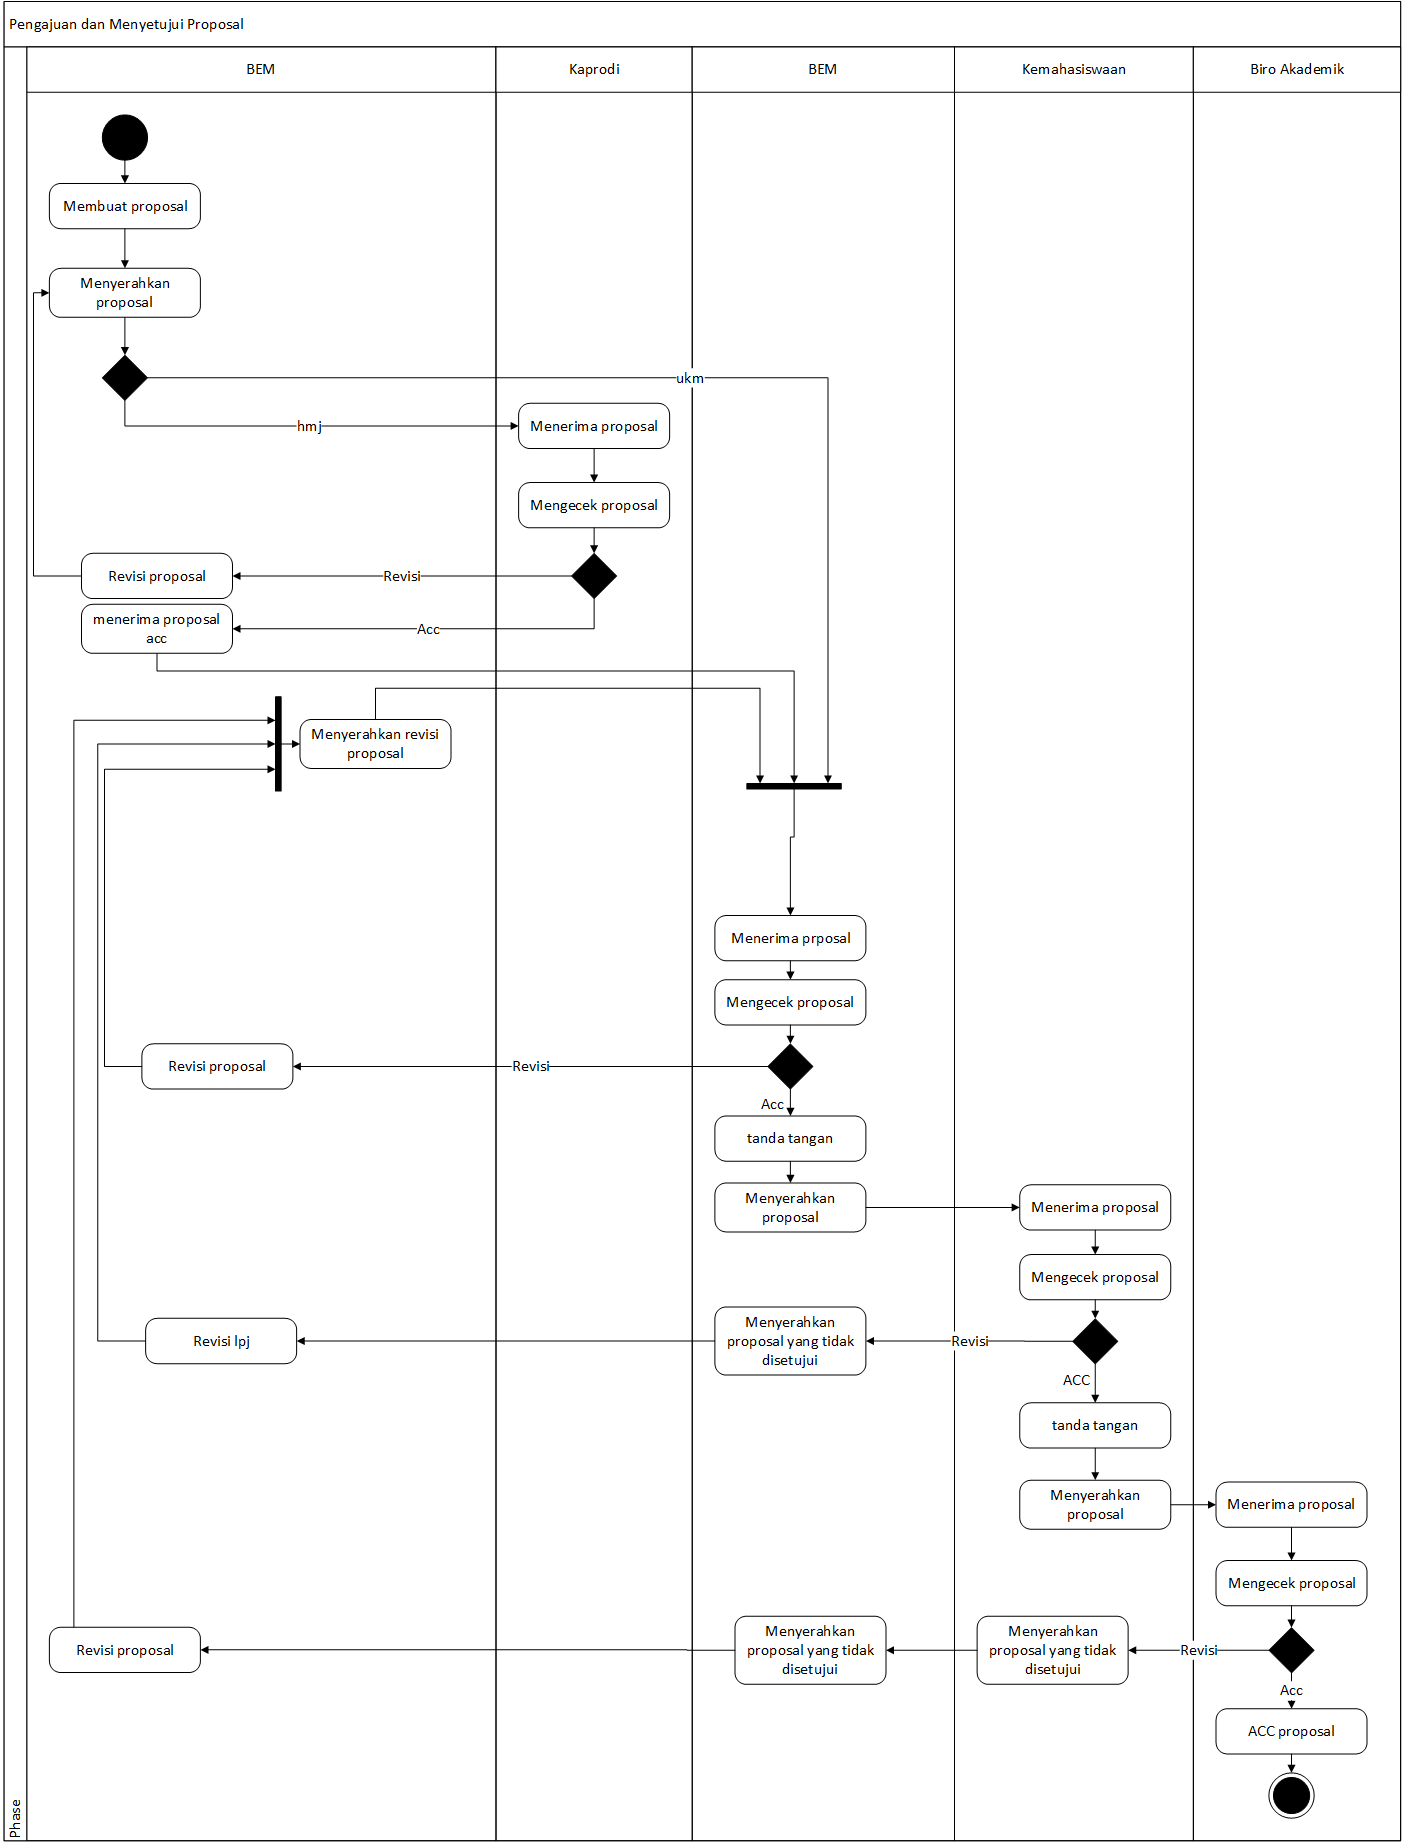 Pengajuan dan Menyetujui Proposal
BEM
Kaprodi
BEM
Kemahasiswaan
Biro Akademik
Membuat proposal
Menyerahkan
proposal
ukm
hmj
Menerima proposal
Mengecek proposal
Revisi proposal
Revisi
menerima proposal
acc
Acc
Menyerahkan revisi
proposal
Menerima prposal
Mengecek proposal
Revisi proposal
Revisi
Acc
tanda tangan
Menyerahkan
proposal
Menerima proposal
Mengecek proposal
Revisi lpj
Menyerahkan
proposal yang tidak
disetujui
Revisi
ACC
tanda tangan
Menyerahkan
proposal
Menerima proposal
Mengecek proposal
Revisi proposal
Menyerahkan
proposal yang tidak
disetujui
Menyerahkan
proposal yang tidak
disetujui
Revisi
Acc
ACC proposal
Phase